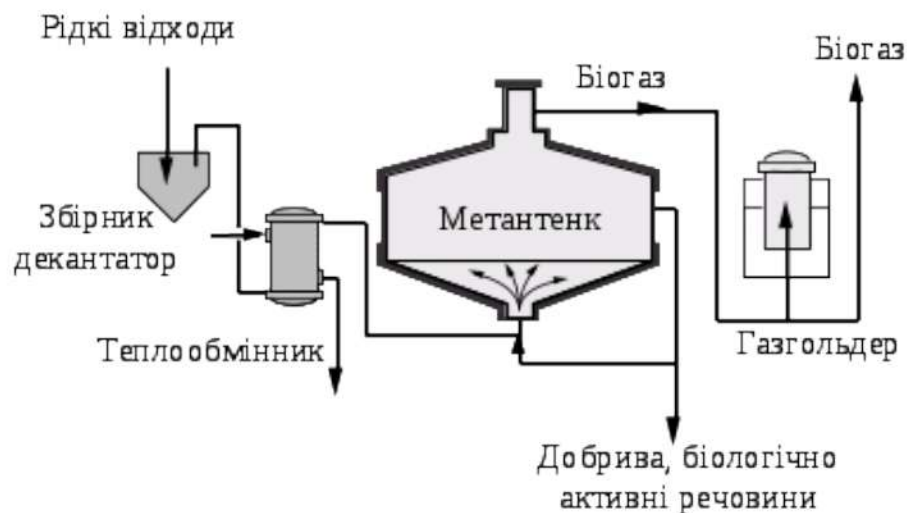 Рідкі відходи
Біогаз
Біогаз
Збірник
декантатор
Метантенк
Теплообмінник
Газгольдер
Добрива, біологічно
активні речовини